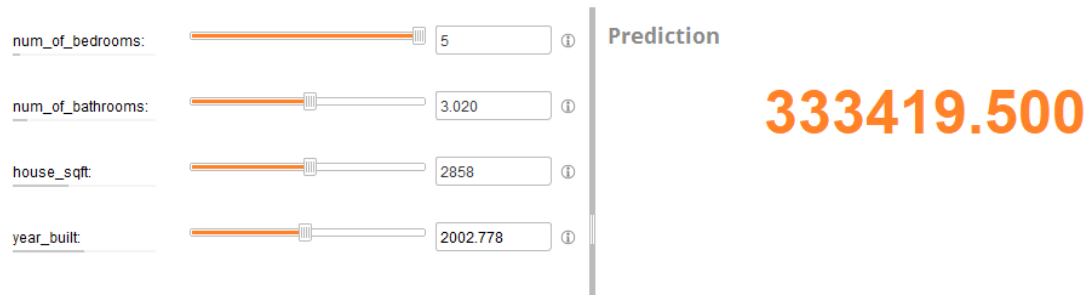 num_of_bedrooms: 5
Prediction
num_of_bathrooms: 3.020
333419.500
house_sqft: 2858
year_built: 2002.778